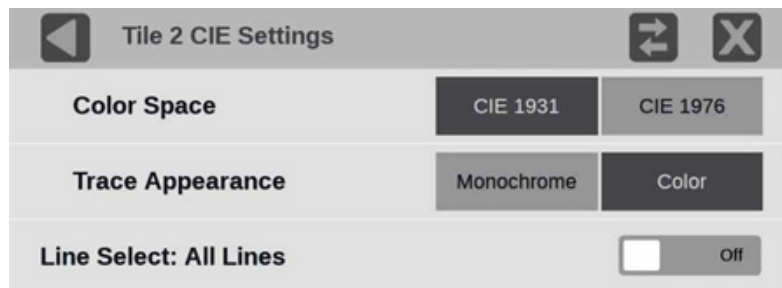 Tile 2 CIE Settings
Color Space CIE 1931 CIE 1976
Trace Appearance Monochrome Color
Line Select: All Lines Off